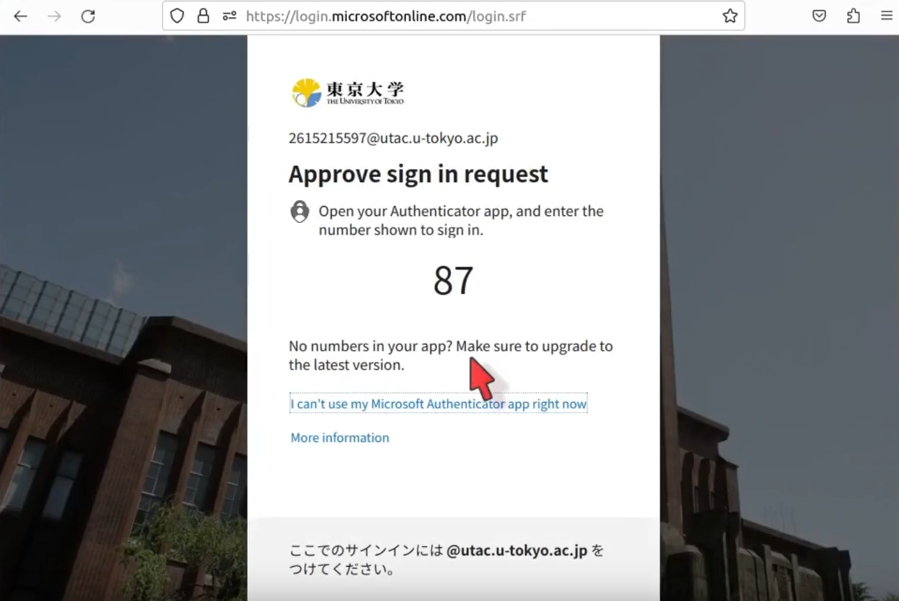 https://login.microsoftonline.com/login.srf
東京大学
THE UNIVERSITY OF TOKYO
2615215597@utac.u-tokyo.ac.jp
Approve sign in request
Open your Authenticator app, and enter the
number shown to sign in.
87
No numbers in your app? Make sure to upgrade to
the latest version.
I can't use my Microsoft Authenticator app right now
More information
ここでのサインインには @utac.u-tokyo.ac.jp を
つけてください。